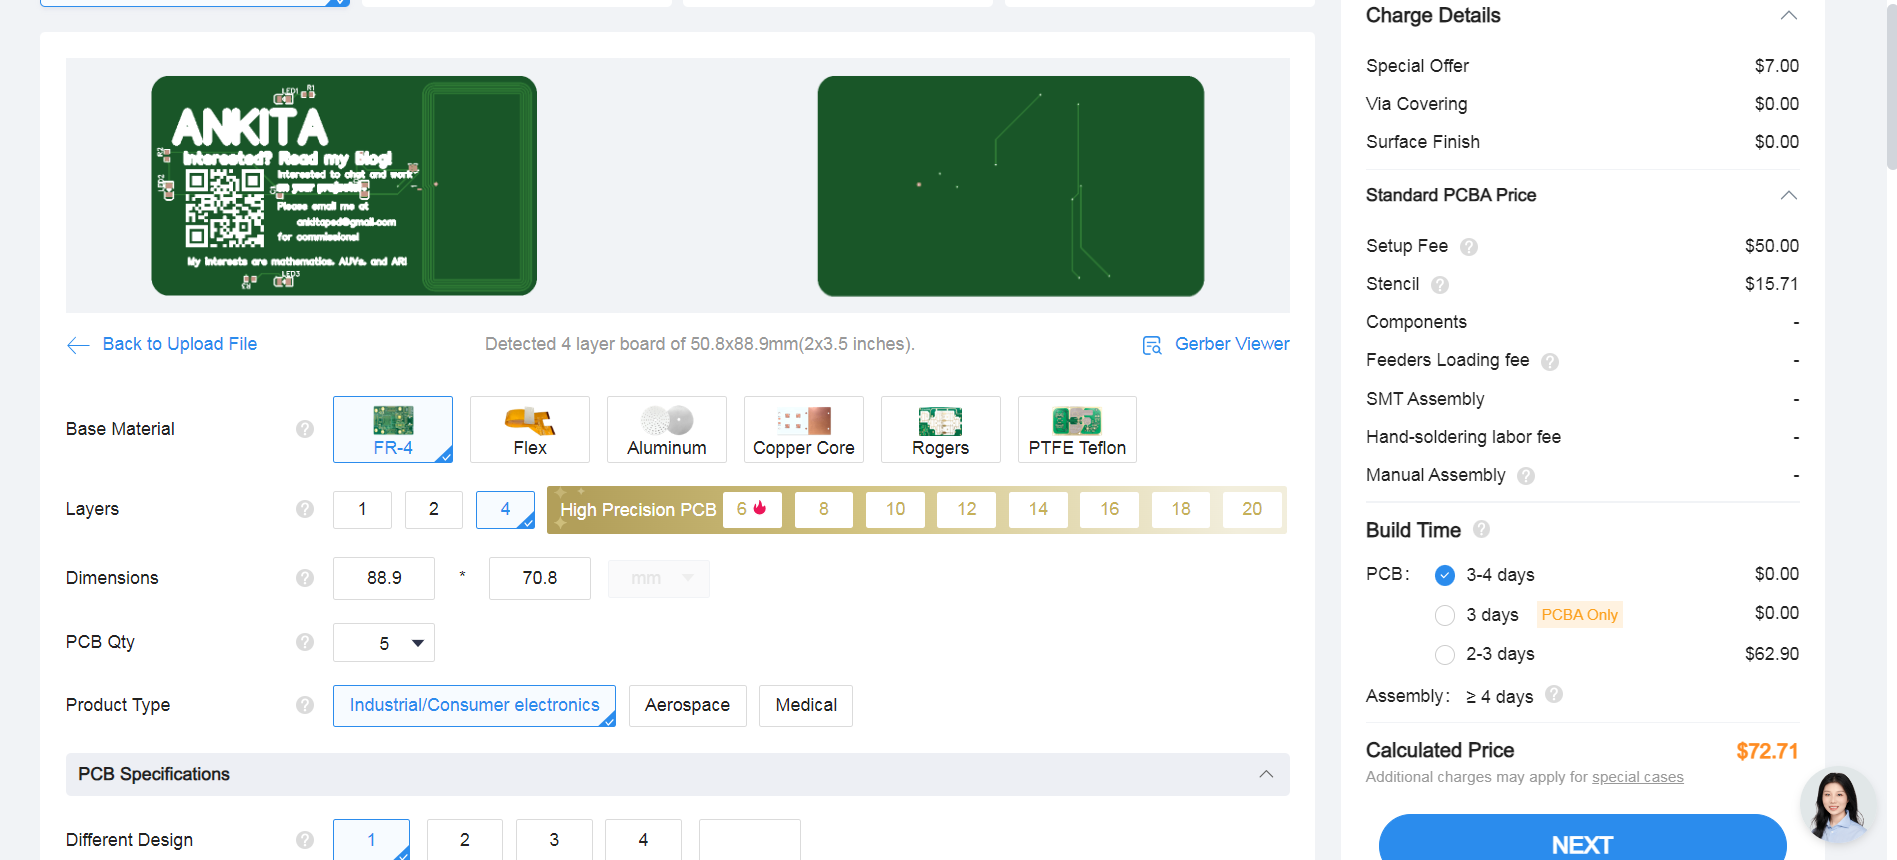 LED1
R1
ANKITA
R2
Interested? Read my blog!
Interested to chat and work
on your projects?
LED2
Please email me at
ankitaped@gmail.com
for commissions!
My interests are mathematics, AUVs, and AR!
LED3
R3
Back to Upload File
Detected 4 layer board of 50.8x88.9mm(2x3.5 inches).
Gerber Viewer
Base Material
FR-4
Flex
Aluminum
Copper Core
Rogers
PTFE Teflon
Layers
1
2
4
High Precision PCB
6
8
10
12
14
16
18
20
Dimensions
88.9
*
70.8
mm
PCB Qty
5
Product Type
Industrial/Consumer electronics
Aerospace
Medical
PCB Specifications
Different Design
1
2
3
4
Charge Details
Special Offer $7.00
Via Covering $0.00
Surface Finish $0.00
Standard PCBA Price
Setup Fee $50.00
Stencil $15.71
Components -
Feeders Loading fee -
SMT Assembly -
Hand-soldering labor fee -
Manual Assembly -
Build Time
PCB: 3-4 days $0.00
3 days PCBA Only $0.00
2-3 days $62.90
Assembly: ≥ 4 days
Calculated Price $72.71
Additional charges may apply for special cases
NEXT